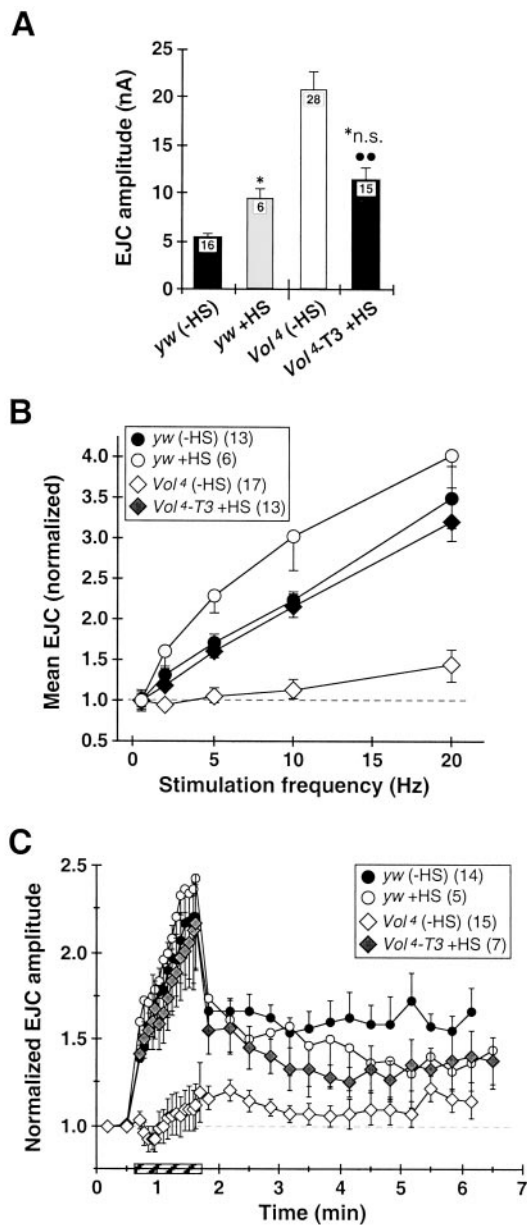 A
EJC amplitude (nA)
25
20
15
10
5
0
16
6
28
15
*
*n.s.
●●
yw (-HS)
yw +HS
Vol⁴ (-HS)
Vol⁴-T3 +HS
B
yw (-HS) (13)
yw +HS (6)
Vol⁴ (-HS) (17)
Vol⁴-T3 +HS (13)
Mean EJC (normalized)
4.0
3.5
3.0
2.5
2.0
1.5
1.0
0.5
0 5 10 15 20
Stimulation frequency (Hz)
C
yw (-HS) (14)
yw +HS (5)
Vol⁴ (-HS) (15)
Vol⁴-T3 +HS (7)
Normalized EJC amplitude
2.5
2.0
1.5
1.0
0 1 2 3 4 5 6 7
Time (min)